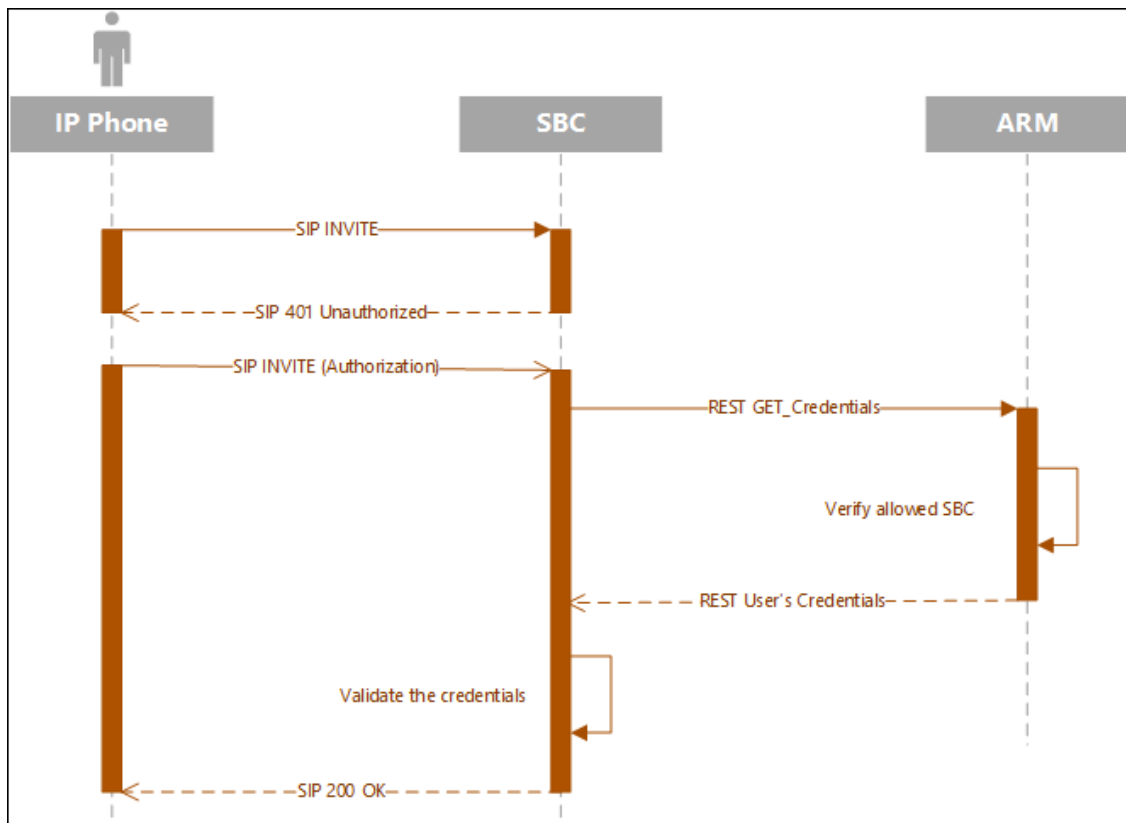 IP Phone
SBC
ARM
SIP INVITE
SIP 401 Unauthorized
SIP INVITE (Authorization)
REST GET_Credentials
Verify allowed SBC
REST User's Credentials
Validate the credentials
SIP 200 OK